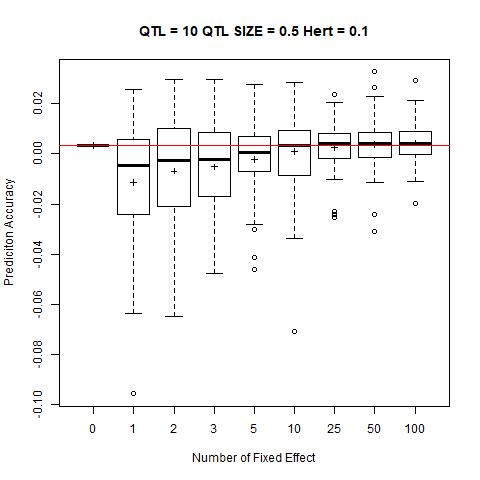 QTL = 10 QTL SIZE = 0.5 Hert = 0.1
Prediciton Accuracy
0.02
0.00
-0.02
-0.04
-0.06
-0.08
-0.10
0 1 2 3 5 10 25 50 100
Number of Fixed Effect